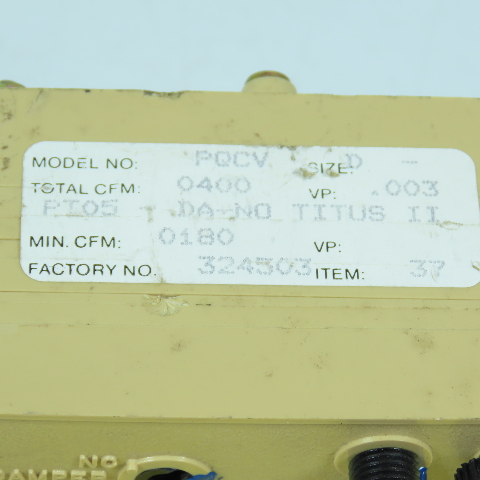 MODEL NO: PQCV SIZE: D -
TOTAL CFM: 0400 VP: .003
PI05 - DA-NO TITUS II
MIN. CFM: 0180 VP:
FACTORY NO. 324503 ITEM: 37
NO
DAMPER